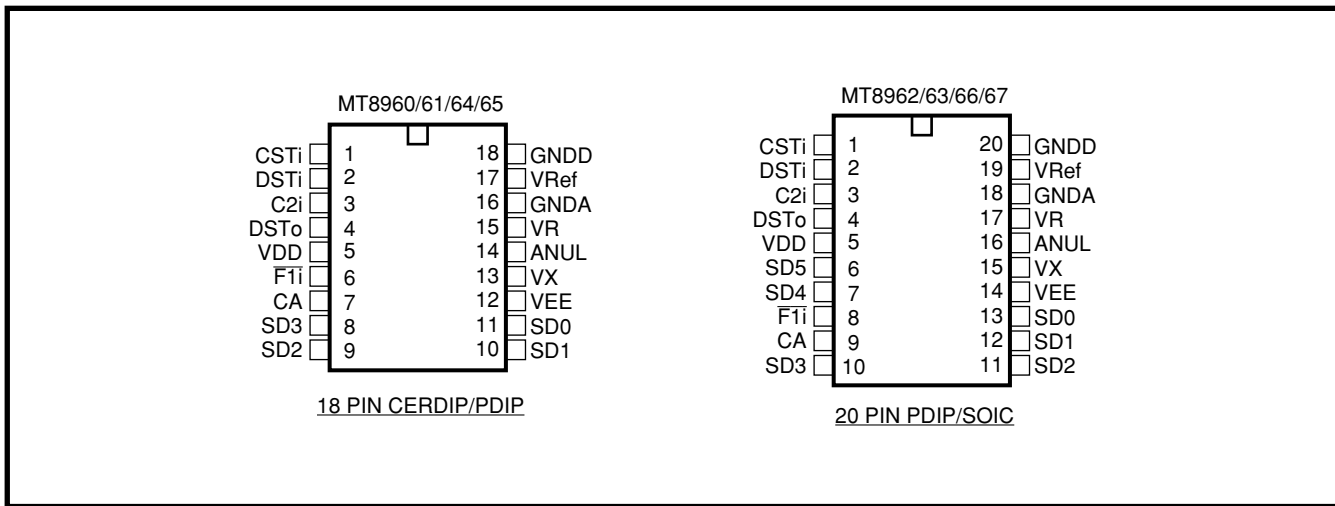 MT8960/61/64/65
CSTi 1 18 GNDD
DSTi 2 17 VRef
C2i 3 16 GNDA
DSTo 4 15 VR
VDD 5 14 ANUL
F1i 6 13 VX
CA 7 12 VEE
SD3 8 11 SD0
SD2 9 10 SD1
18 PIN CERDIP/PDIP
MT8962/63/66/67
CSTi 1 20 GNDD
DSTi 2 19 VRef
C2i 3 18 GNDA
DSTo 4 17 VR
VDD 5 16 ANUL
SD5 6 15 VX
SD4 7 14 VEE
F1i 8 13 SD0
CA 9 12 SD1
SD3 10 11 SD2
20 PIN PDIP/SOIC